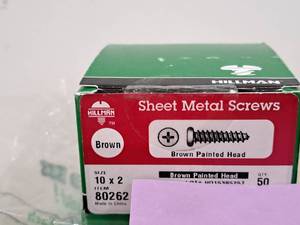 HILLMAN
HILLMAN
TM
Sheet Metal Screws
Brown
Brown Painted Head
SIZE
10 x 2
ITEM
80262
Made in China
Brown Painted Head
QTY.
50